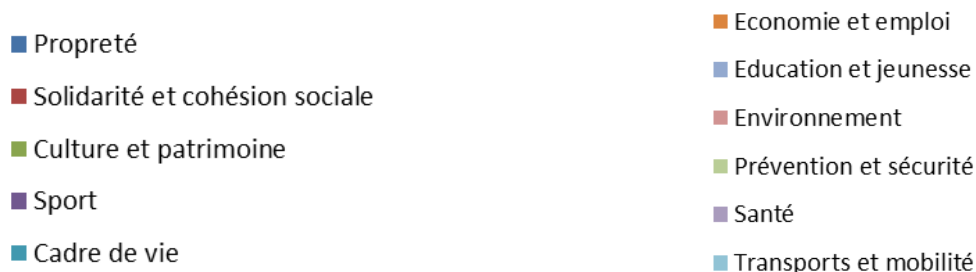 Propreté
Solidarité et cohésion sociale
Culture et patrimoine
Sport
Cadre de vie
Economie et emploi
Education et jeunesse
Environnement
Prévention et sécurité
Santé
Transports et mobilité